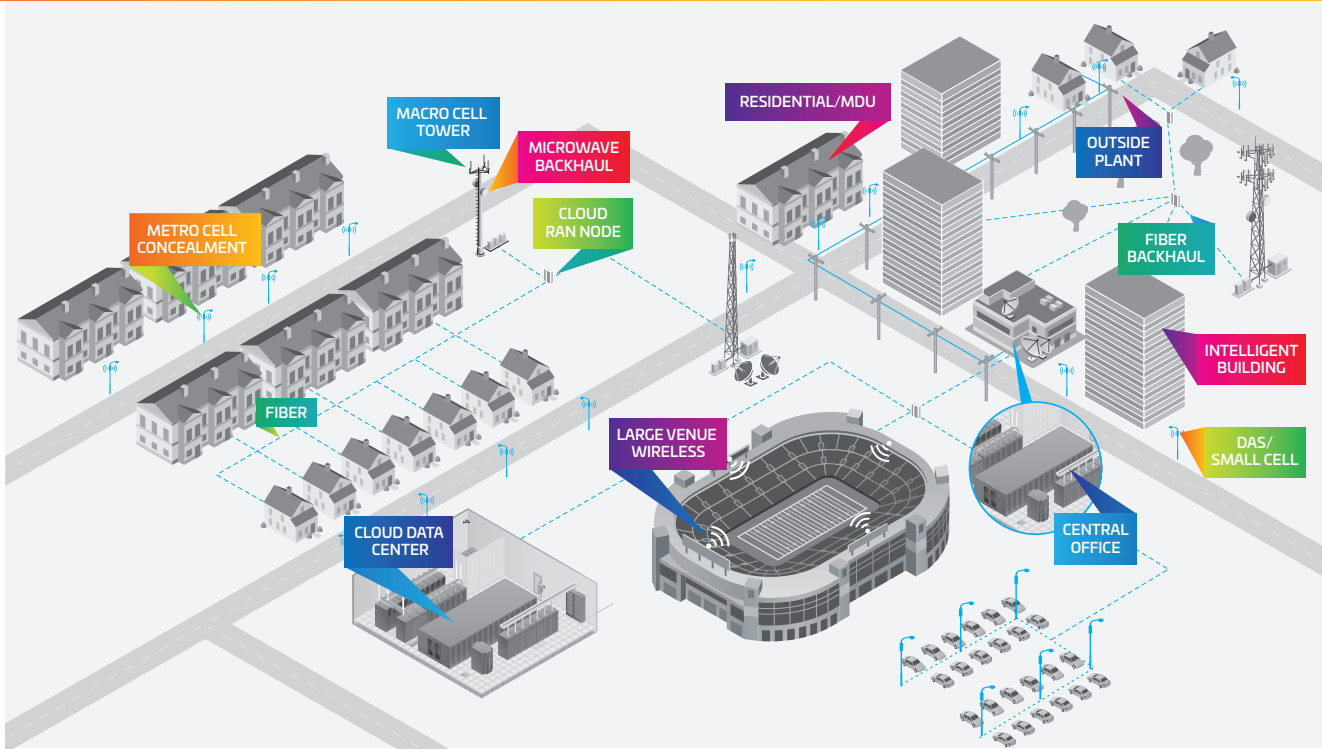 MACRO CELL
TOWER
MICROWAVE
BACKHAUL
RESIDENTIAL/MDU
OUTSIDE
PLANT
CLOUD
RAN NODE
METRO CELL
CONCEALMENT
FIBER
BACKHAUL
INTELLIGENT
BUILDING
FIBER
LARGE VENUE
WIRELESS
DAS/
SMALL CELL
CLOUD DATA
CENTER
CENTRAL
OFFICE